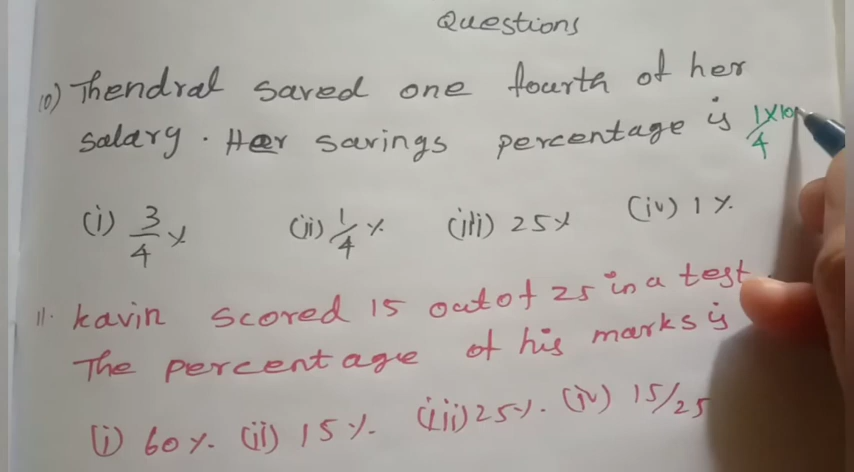 Questions
10) Thendral saved one fourth of her
salary. Her savings percentage is 1/4 × 10
(i) 3/4 % (ii) 1/4 % (iii) 25% (iv) 1%.
11. kavin scored 15 out of 25 in a test.
The percentage of his marks is
(i) 60%. (ii) 15%. (iii) 25%. (iv) 15/25